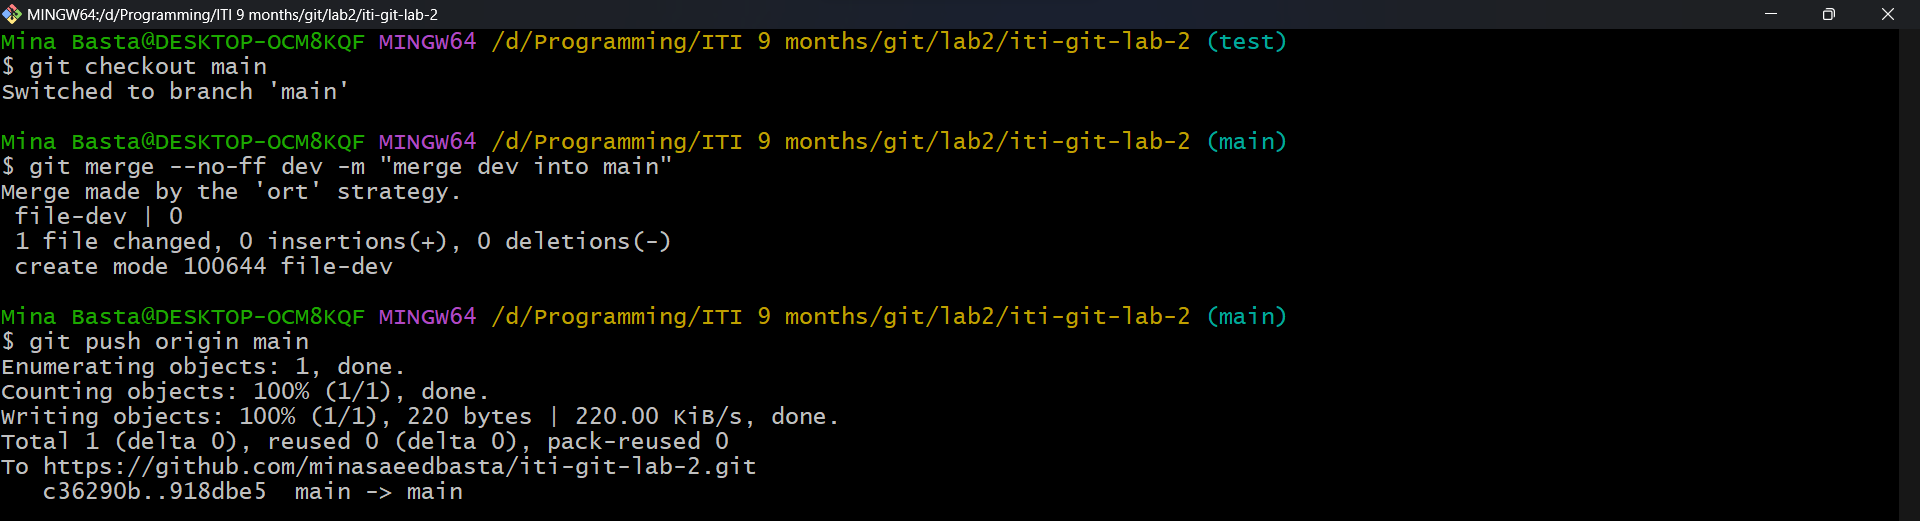 MINGW64:/d/Programming/ITI 9 months/git/lab2/iti-git-lab-2
Mina Basta@DESKTOP-OCM8KQF MINGW64 /d/Programming/ITI 9 months/git/lab2/iti-git-lab-2 (test)
$ git checkout main
Switched to branch 'main'
Mina Basta@DESKTOP-OCM8KQF MINGW64 /d/Programming/ITI 9 months/git/lab2/iti-git-lab-2 (main)
$ git merge --no-ff dev -m "merge dev into main"
Merge made by the 'ort' strategy.
 file-dev | 0
 1 file changed, 0 insertions(+), 0 deletions(-)
 create mode 100644 file-dev
Mina Basta@DESKTOP-OCM8KQF MINGW64 /d/Programming/ITI 9 months/git/lab2/iti-git-lab-2 (main)
$ git push origin main
Enumerating objects: 1, done.
Counting objects: 100% (1/1), done.
Writing objects: 100% (1/1), 220 bytes | 220.00 KiB/s, done.
Total 1 (delta 0), reused 0 (delta 0), pack-reused 0
To https://github.com/minasaeedbasta/iti-git-lab-2.git
   c36290b..918dbe5  main -> main